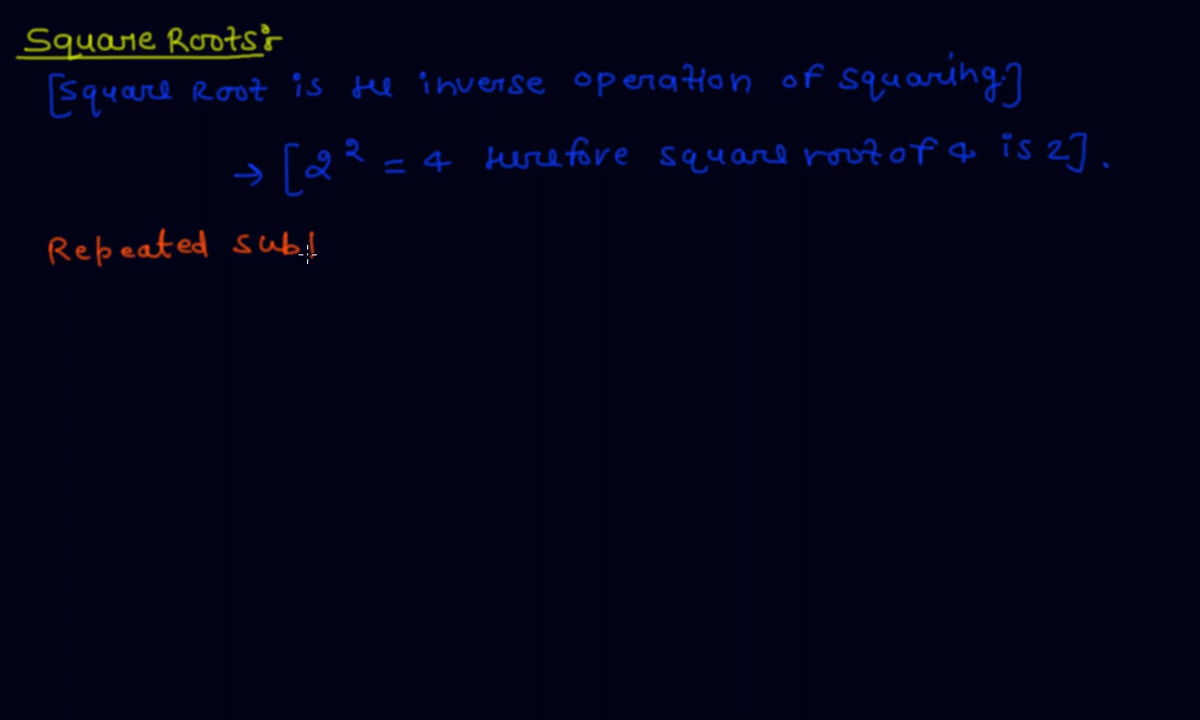 Square Roots:
[Square Root is the inverse operation of squaring]
→ [2² = 4 therefore square root of 4 is 2].
Repeated sub